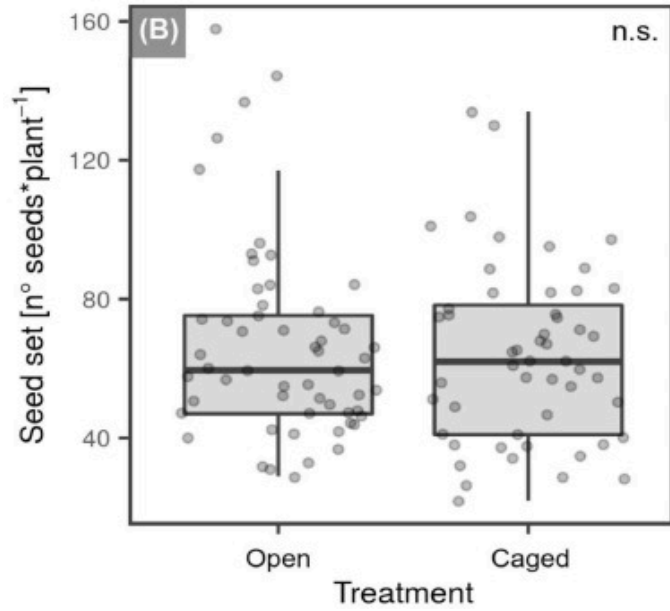 (B)
n.s.
160
120
80
40
Seed set [n° seeds*plant⁻¹]
Open
Caged
Treatment